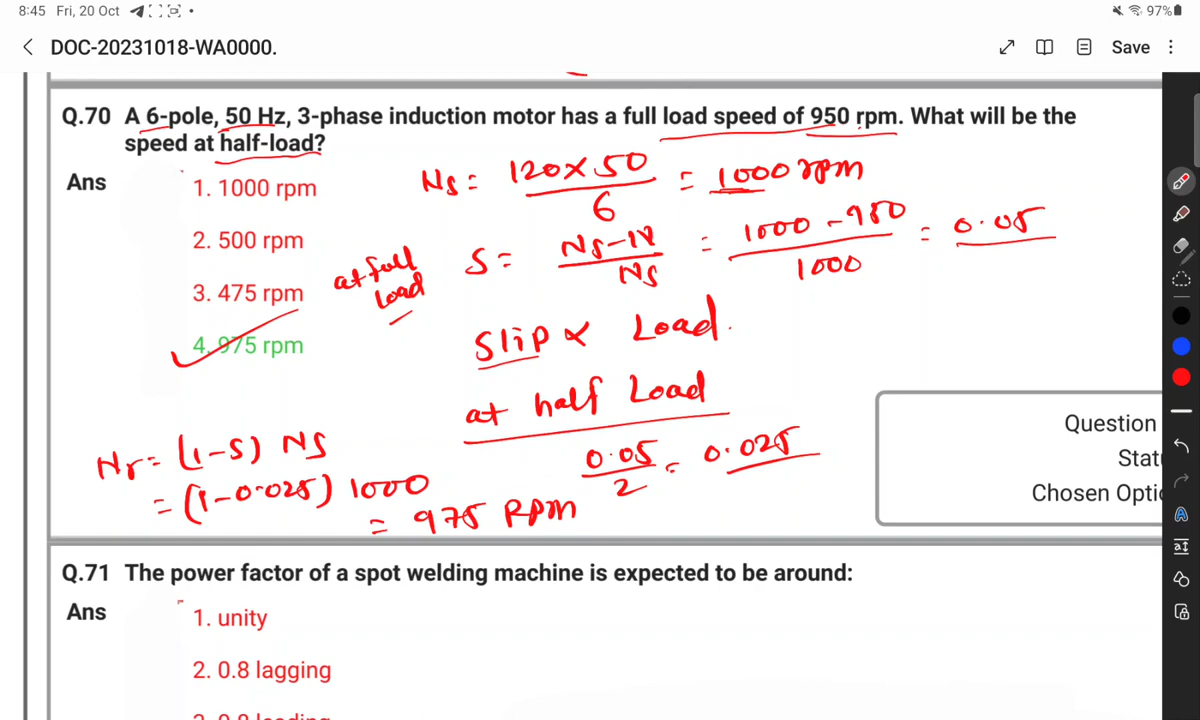 8:45 Fri, 20 Oct
97%
DOC-20231018-WA0000.
Save
Q.70 A 6-pole, 50 Hz, 3-phase induction motor has a full load speed of 950 rpm. What will be the
speed at half-load?
Ans
1. 1000 rpm
2. 500 rpm
3. 475 rpm
4. 975 rpm
Ns = 120×50 / 6 = 1000 rpm
at full
load
S = Ns-N / Ns = 1000-950 / 1000 = 0.05
Slip ∝ Load.
at half Load
0.05 / 2 = 0.025
Nr = (1-S) NS
= (1-0.025) 1000
= 975 RPM
Question
Stat
Chosen Optio
Q.71 The power factor of a spot welding machine is expected to be around:
Ans
1. unity
2. 0.8 lagging